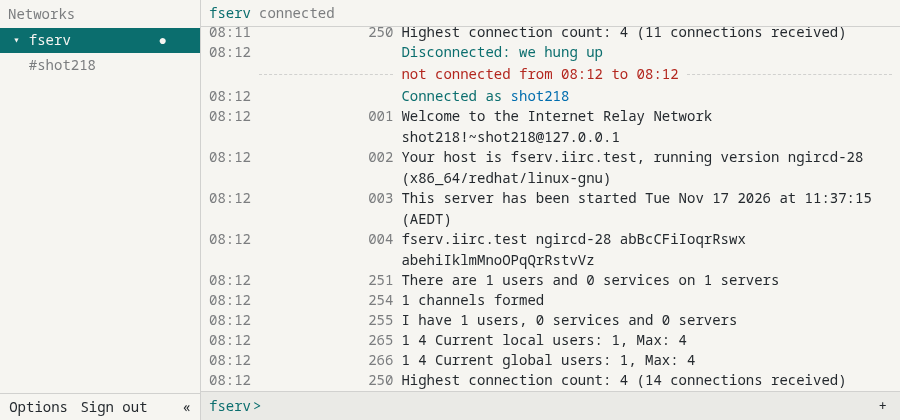 Networks
fserv connected
▾ fserv ●
#shot218
08:11 250 Highest connection count: 4 (11 connections received)
08:12 Disconnected: we hung up
not connected from 08:12 to 08:12
08:12 Connected as shot218
08:12 001 Welcome to the Internet Relay Network
shot218!~shot218@127.0.0.1
08:12 002 Your host is fserv.iirc.test, running version ngircd-28
(x86_64/redhat/linux-gnu)
08:12 003 This server has been started Tue Nov 17 2026 at 11:37:15
(AEDT)
08:12 004 fserv.iirc.test ngircd-28 abBcCFiIoqrRswx
abehiIklmMnoOPqQrRstvVz
08:12 251 There are 1 users and 0 services on 1 servers
08:12 254 1 channels formed
08:12 255 I have 1 users, 0 services and 0 servers
08:12 265 1 4 Current local users: 1, Max: 4
08:12 266 1 4 Current global users: 1, Max: 4
08:12 250 Highest connection count: 4 (14 connections received)
Options Sign out «
fserv> +